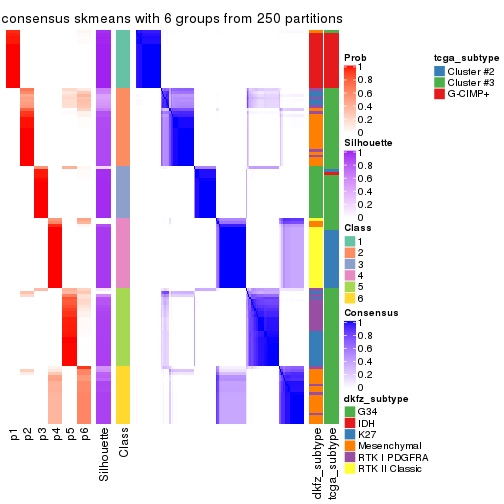 consensus skmeans with 6 groups from 250 partitions
Prob
1
0.8
0.6
0.4
0.2
0
Silhouette
1
0.8
0.6
0.4
0.2
0
Class
1
2
3
4
5
6
Consensus
1
0.8
0.6
0.4
0.2
0
dkfz_subtype
G34
IDH
K27
Mesenchymal
RTK I PDGFRA
RTK II Classic
tcga_subtype
Cluster #2
Cluster #3
G-CIMP+
p1
p2
p3
p4
p5
p6
Silhouette
Class
dkfz_subtype
tcga_subtype